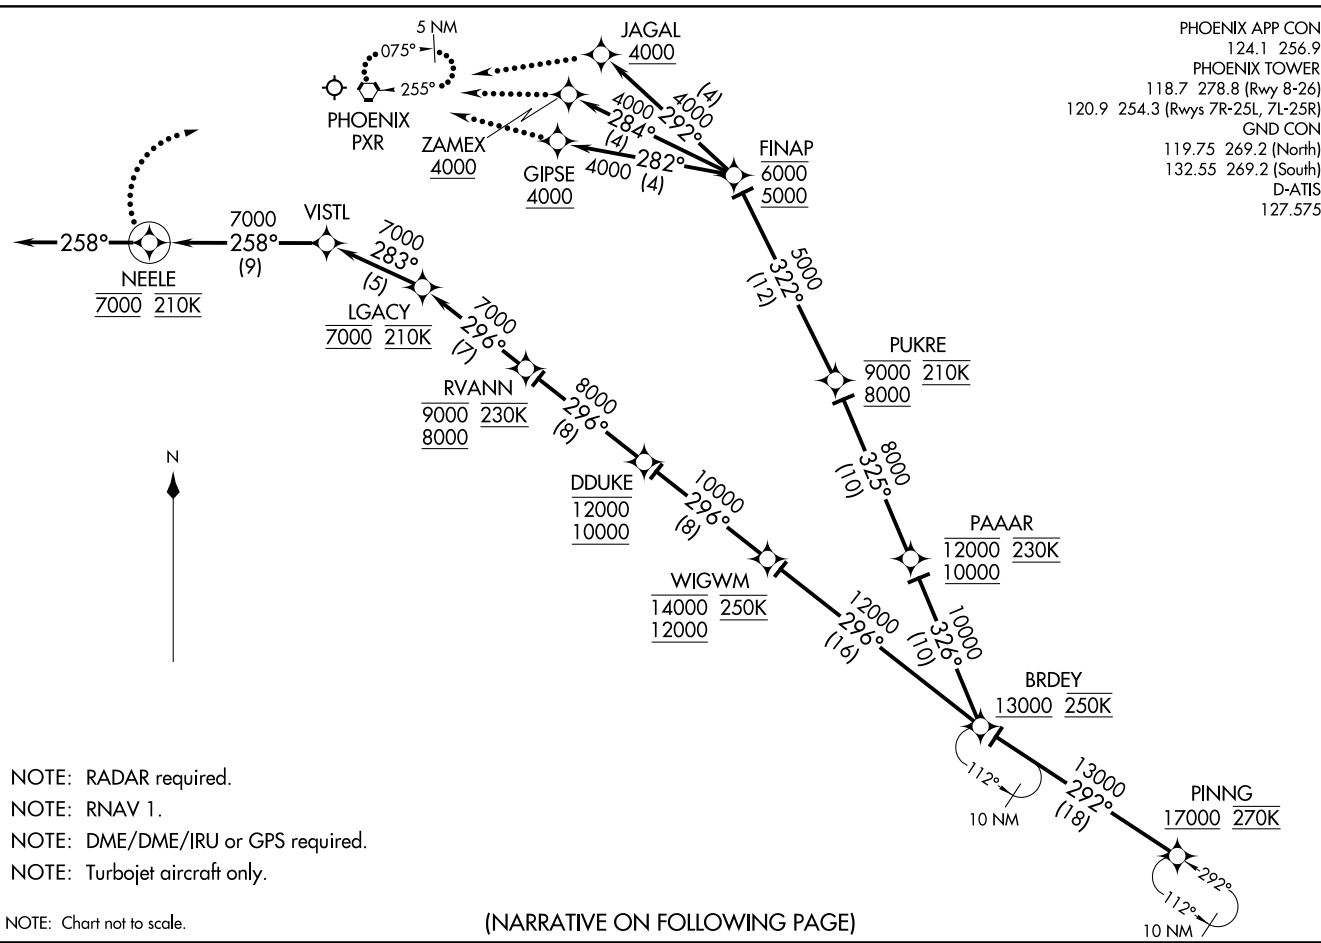 PHOENIX APP CON
124.1 256.9
PHOENIX TOWER
118.7 278.8 (Rwy 8-26)
120.9 254.3 (Rwys 7R-25L, 7L-25R)
GND CON
119.75 269.2 (North)
132.55 269.2 (South)
D-ATIS
127.575
5 NM
075°
255°
PHOENIX
PXR
JAGAL
4000
ZAMEX
4000
GIPSE
4000
(4)
4000
292°
4000
284°
(4)
282°
4000 (4)
FINAP
6000
5000
5000
322°
(12)
PUKRE
9000 210K
8000
8000
325°
(10)
PAAAR
12000 230K
10000
10000
326°
(10)
BRDEY
13000 250K
112°
10 NM
13000
292°
(18)
PINNG
17000 270K
292°
112°
10 NM
258°
NEELE
7000 210K
7000
258°
(9)
VISTL
7000
283°
(5)
LGACY
7000 210K
7000
296°
(7)
RVANN
9000 230K
8000
8000
296°
(8)
DDUKE
12000
10000
10000
296°
(8)
WIGWM
14000 250K
12000
12000
296°
(16)
N
NOTE: RADAR required.
NOTE: RNAV 1.
NOTE: DME/DME/IRU or GPS required.
NOTE: Turbojet aircraft only.
NOTE: Chart not to scale.
(NARRATIVE ON FOLLOWING PAGE)